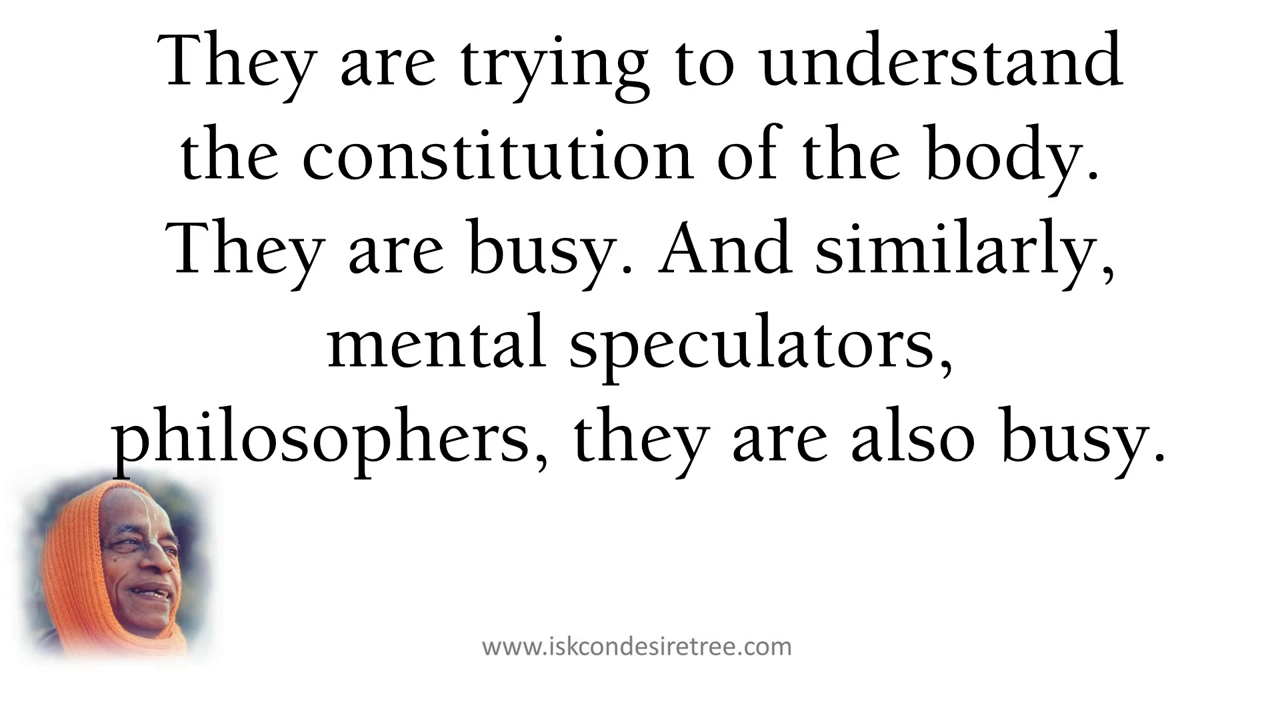 They are trying to understand
the constitution of the body.
They are busy. And similarly,
mental speculators,
philosophers, they are also busy.
www.iskcondesiretree.com